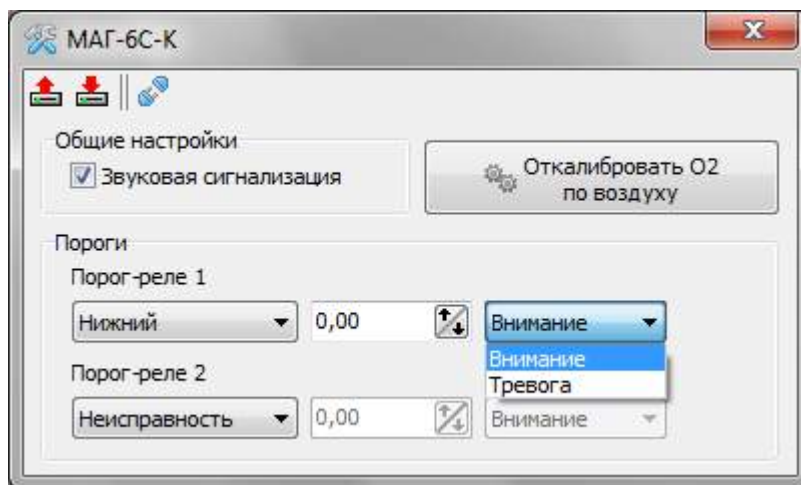 МАГ-6С-К
Общие настройки
Звуковая сигнализация
Откалибровать О2
по воздуху
Пороги
Порог-реле 1
Нижний 0,00 Внимание
Внимание
Тревога
Порог-реле 2
Неисправность 0,00 Внимание